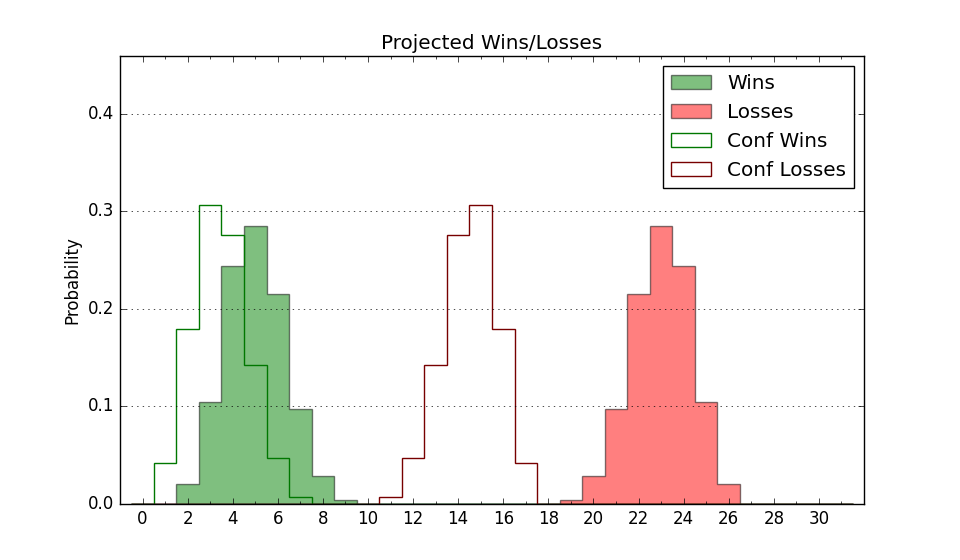 Projected Wins/Losses
Wins
Losses
Conf Wins
Conf Losses
Probability
0.4
0.3
0.2
0.1
0.0
0 2 4 6 8 10 12 14 16 18 20 22 24 26 28 30